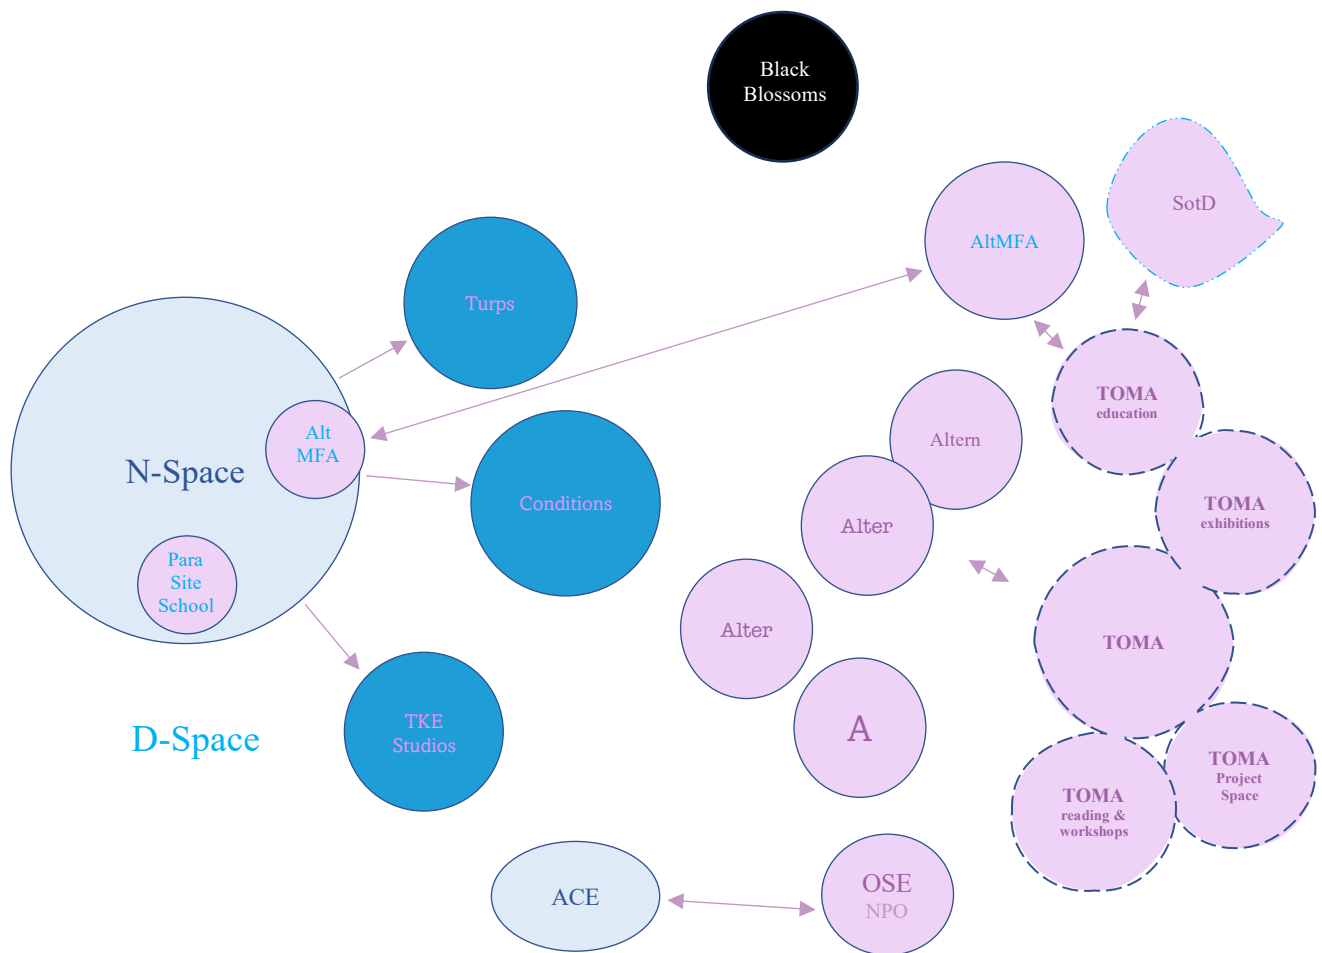 Black
Blossoms
SotD
AltMFA
Turps
TOMA
education
Alt
MFA
Altern
N-Space
Conditions
TOMA
exhibitions
Alter
Para
Site
School
Alter
TOMA
TKE
Studios
D-Space
A
TOMA
Project
Space
TOMA
reading &
workshops
ACE
OSE
NPO